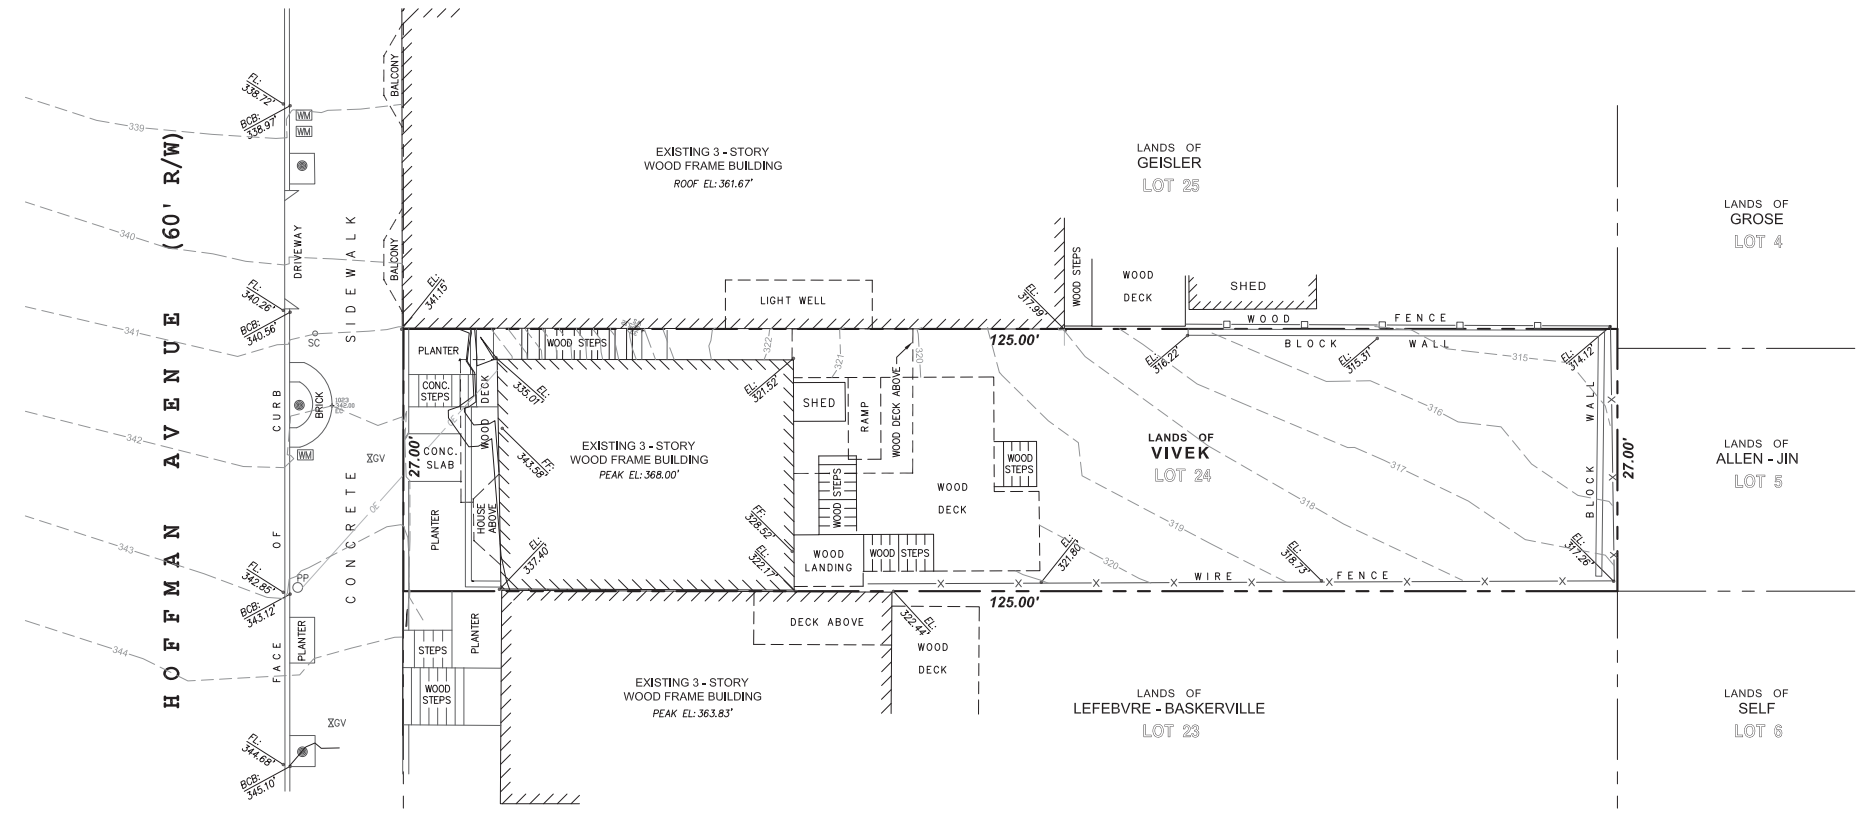 HOFFMAN AVENUE (60' R/W)
339
340
341
342
343
344
FL:
338.72'
BCB:
338.97'
WM
WM
DRIVEWAY
FL:
340.26'
BCB:
340.56'
SC
CONCRETE SIDEWALK
FACE OF CURB
BRICK
1023
342.00
WM
GV
OE
FL:
342.85'
BCB:
343.12'
PP
PLANTER
GV
FL:
344.68'
BCB:
345.10'
BALCONY
BALCONY
EL:
341.15'
EXISTING 3 - STORY
WOOD FRAME BUILDING
ROOF EL: 361.67'
LIGHT WELL
LANDS OF
GEISLER
LOT 25
EL:
317.99'
WOOD STEPS
WOOD
DECK
SHED
WOOD FENCE
BLOCK WALL
125.00'
LANDS OF
GROSE
LOT 4
PLANTER
CONC.
STEPS
CONC.
SLAB
27.00'
PLANTER
WOOD DECK
HOUSE
ABOVE
WOOD STEPS
EL:
335.01'
EL:
321.52'
322
321
320
EXISTING 3 - STORY
WOOD FRAME BUILDING
PEAK EL: 368.00'
FF:
343.58'
FF:
328.52'
EL:
322.17'
EL:
337.40'
SHED
RAMP
WOOD DECK ABOVE
WOOD STEPS
WOOD
STEPS
WOOD
DECK
WOOD
LANDING
WOOD STEPS
EL:
316.22'
EL:
315.31'
EL:
314.12'
315
316
317
318
319
320
LANDS OF
VIVEK
LOT 24
BLOCK WALL
27.00'
EL:
321.80'
EL:
318.73'
EL:
317.26'
WIRE FENCE
125.00'
LANDS OF
ALLEN - JIN
LOT 5
STEPS
PLANTER
WOOD
STEPS
EXISTING 3 - STORY
WOOD FRAME BUILDING
PEAK EL: 363.83'
DECK ABOVE
EL:
322.44'
WOOD
DECK
LANDS OF
LEFEBVRE - BASKERVILLE
LOT 23
LANDS OF
SELF
LOT 6